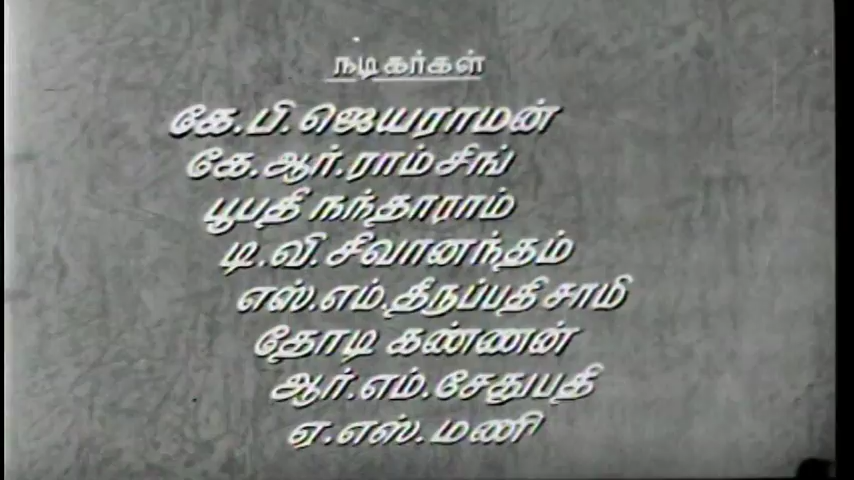 நடிகர்கள்
கே.பி.ஜெயராமன்
கே.ஆர்.ராம்சிங்
பூபதி நந்தாராம்
டி.வி.சிவானந்தம்
எஸ்.எம்.திருப்பதிசாமி
தோடி கண்ணன்
ஆர்.எம்.சேதுபதி
ஏ.எஸ்.மணி